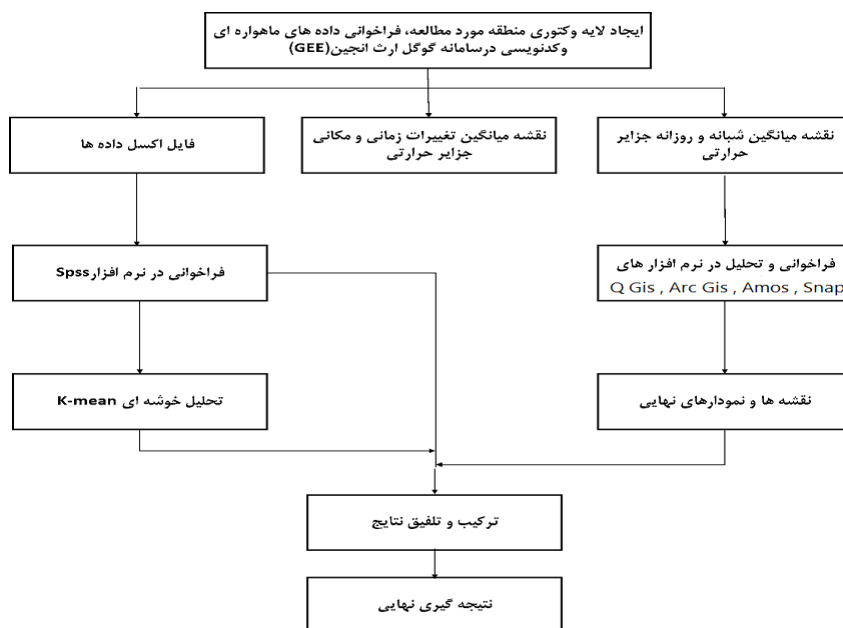 ایجاد لایه وکتوری منطقه مورد مطالعه، فراخوانی داده های ماهواره ای
وکدنویسی درسامانه گوگل ارث انجین(GEE)
نقشه میانگین شبانه و روزانه جزایر
حرارتی
نقشه میانگین تغییرات زمانی و مکانی
جزایر حرارتی
فایل اکسل داده ها
فراخوانی و تحلیل در نرم افزار های
Q Gis , Arc Gis , Amos , Snap
فراخوانی در نرم افزارSpss
نقشه ها و نمودارهای نهایی
تحلیل خوشه ای K-mean
ترکیب و تلفیق نتایج
نتیجه گیری نهایی